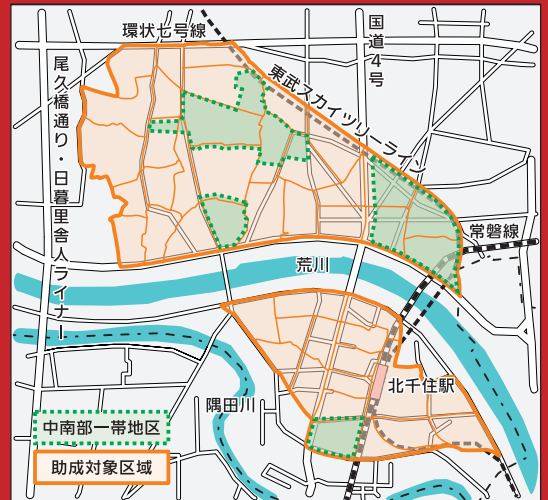 環状七号線
国道4号
尾久橋通り・日暮里舎人ライナー
東武スカイツリーライン
常磐線
荒川
北千住駅
隅田川
中南部一帯地区
助成対象区域